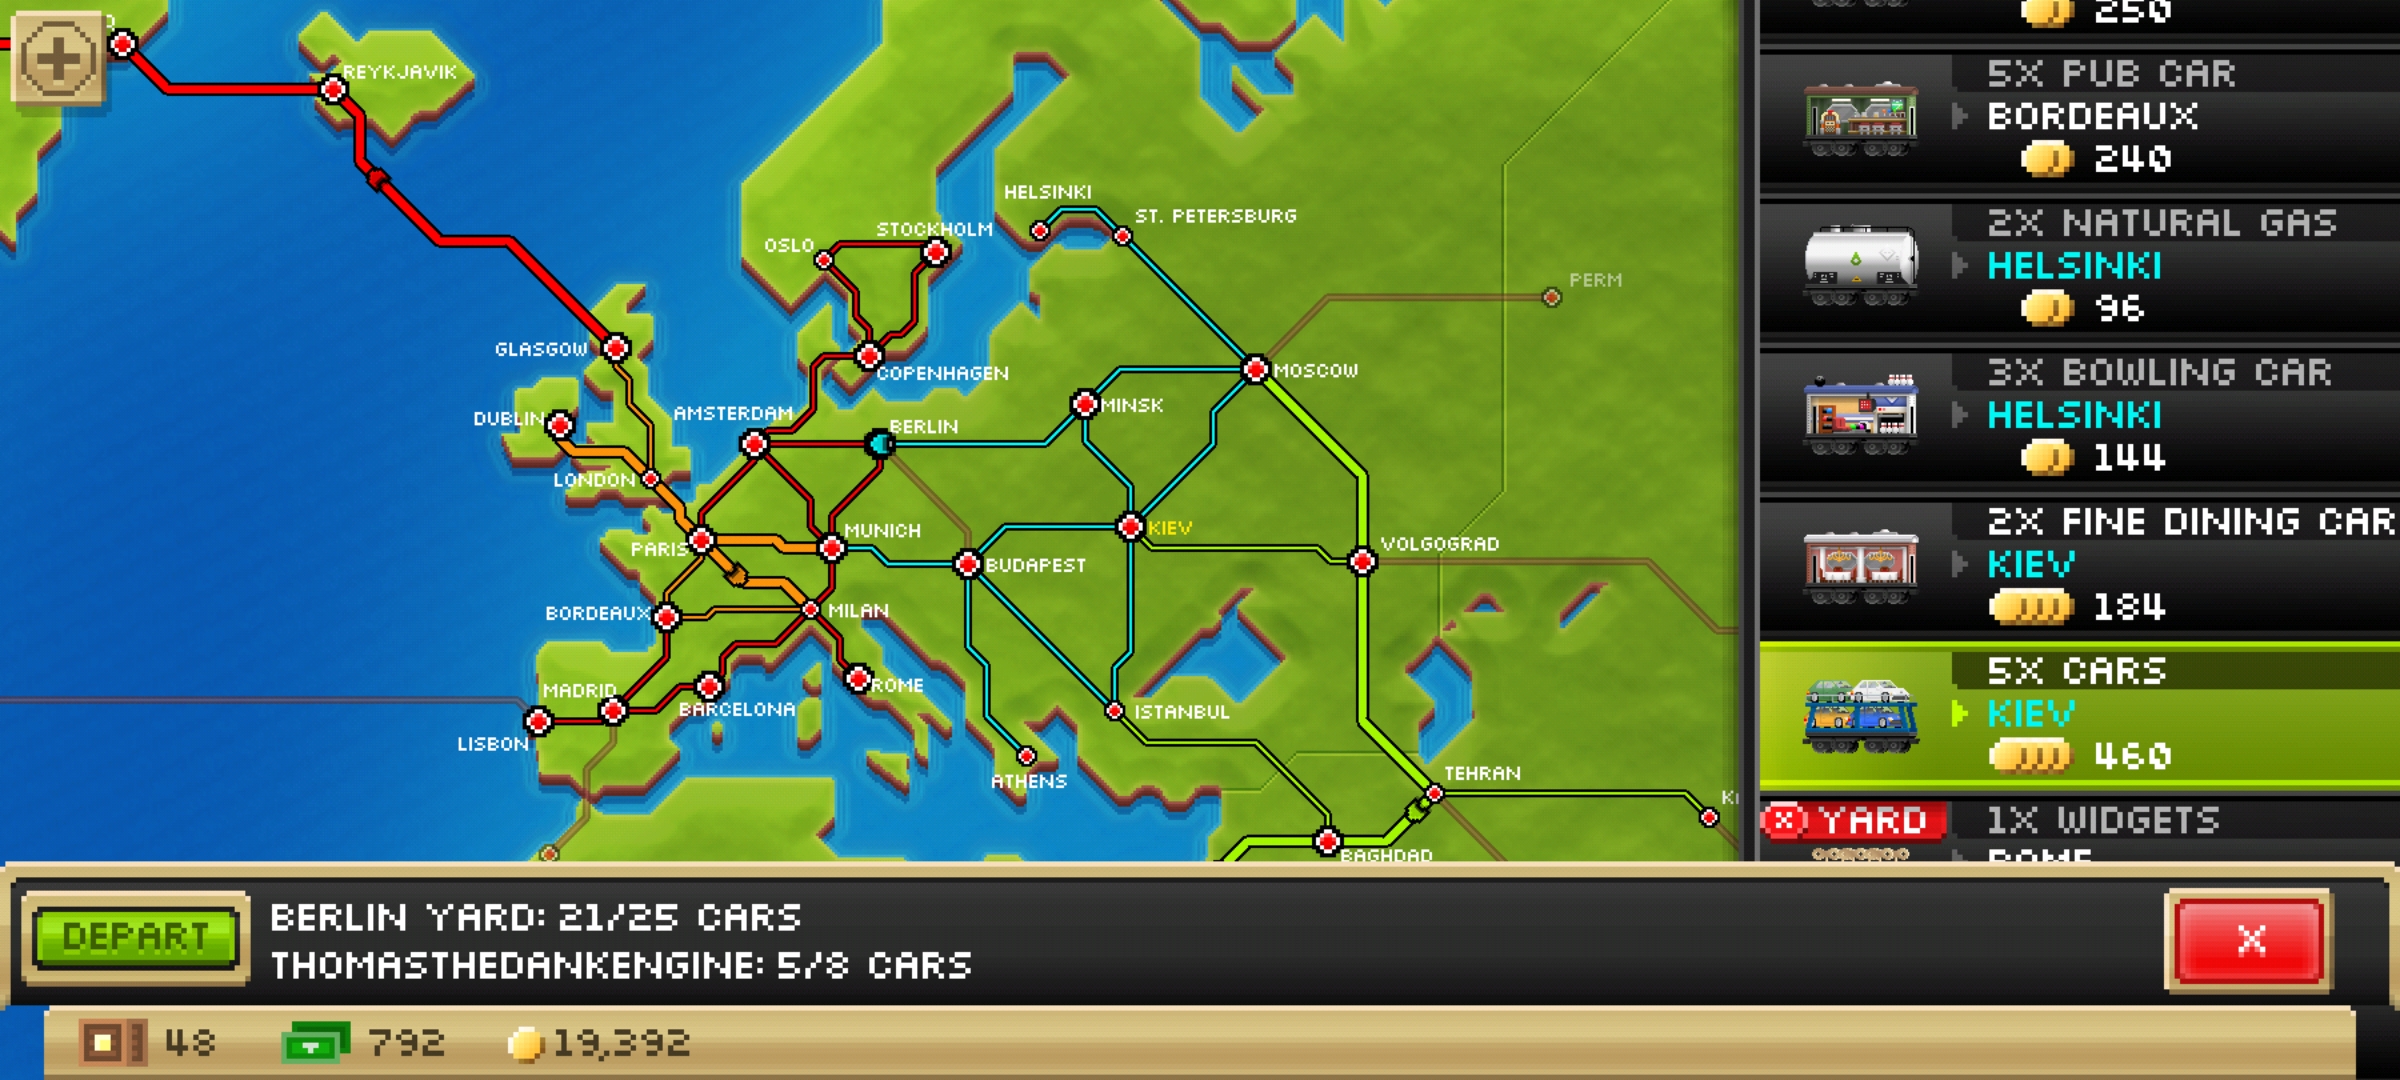 250
REYKJAVIK
5X PUB CAR
BORDEAUX
240
HELSINKI
ST. PETERSBURG
STOCKHOLM
OSLO
2X NATURAL GAS
HELSINKI
96
PERM
GLASGOW
COPENHAGEN
MOSCOW
3X BOWLING CAR
HELSINKI
144
DUBLIN
AMSTERDAM
BERLIN
MINSK
LONDON
PARIS
MUNICH
BUDAPEST
KIEV
VOLGOGRAD
2X FINE DINING CAR
KIEV
184
BORDEAUX
MILAN
MADRID
BARCELONA
ROME
LISBON
ISTANBUL
ATHENS
TEHRAN
BAGHDAD
5X CARS
KIEV
460
X YARD
1X WIDGETS
ROME
DEPART
BERLIN YARD: 21/25 CARS
THOMASTHEDANKENGINE: 5/8 CARS
X
48
792
19,392